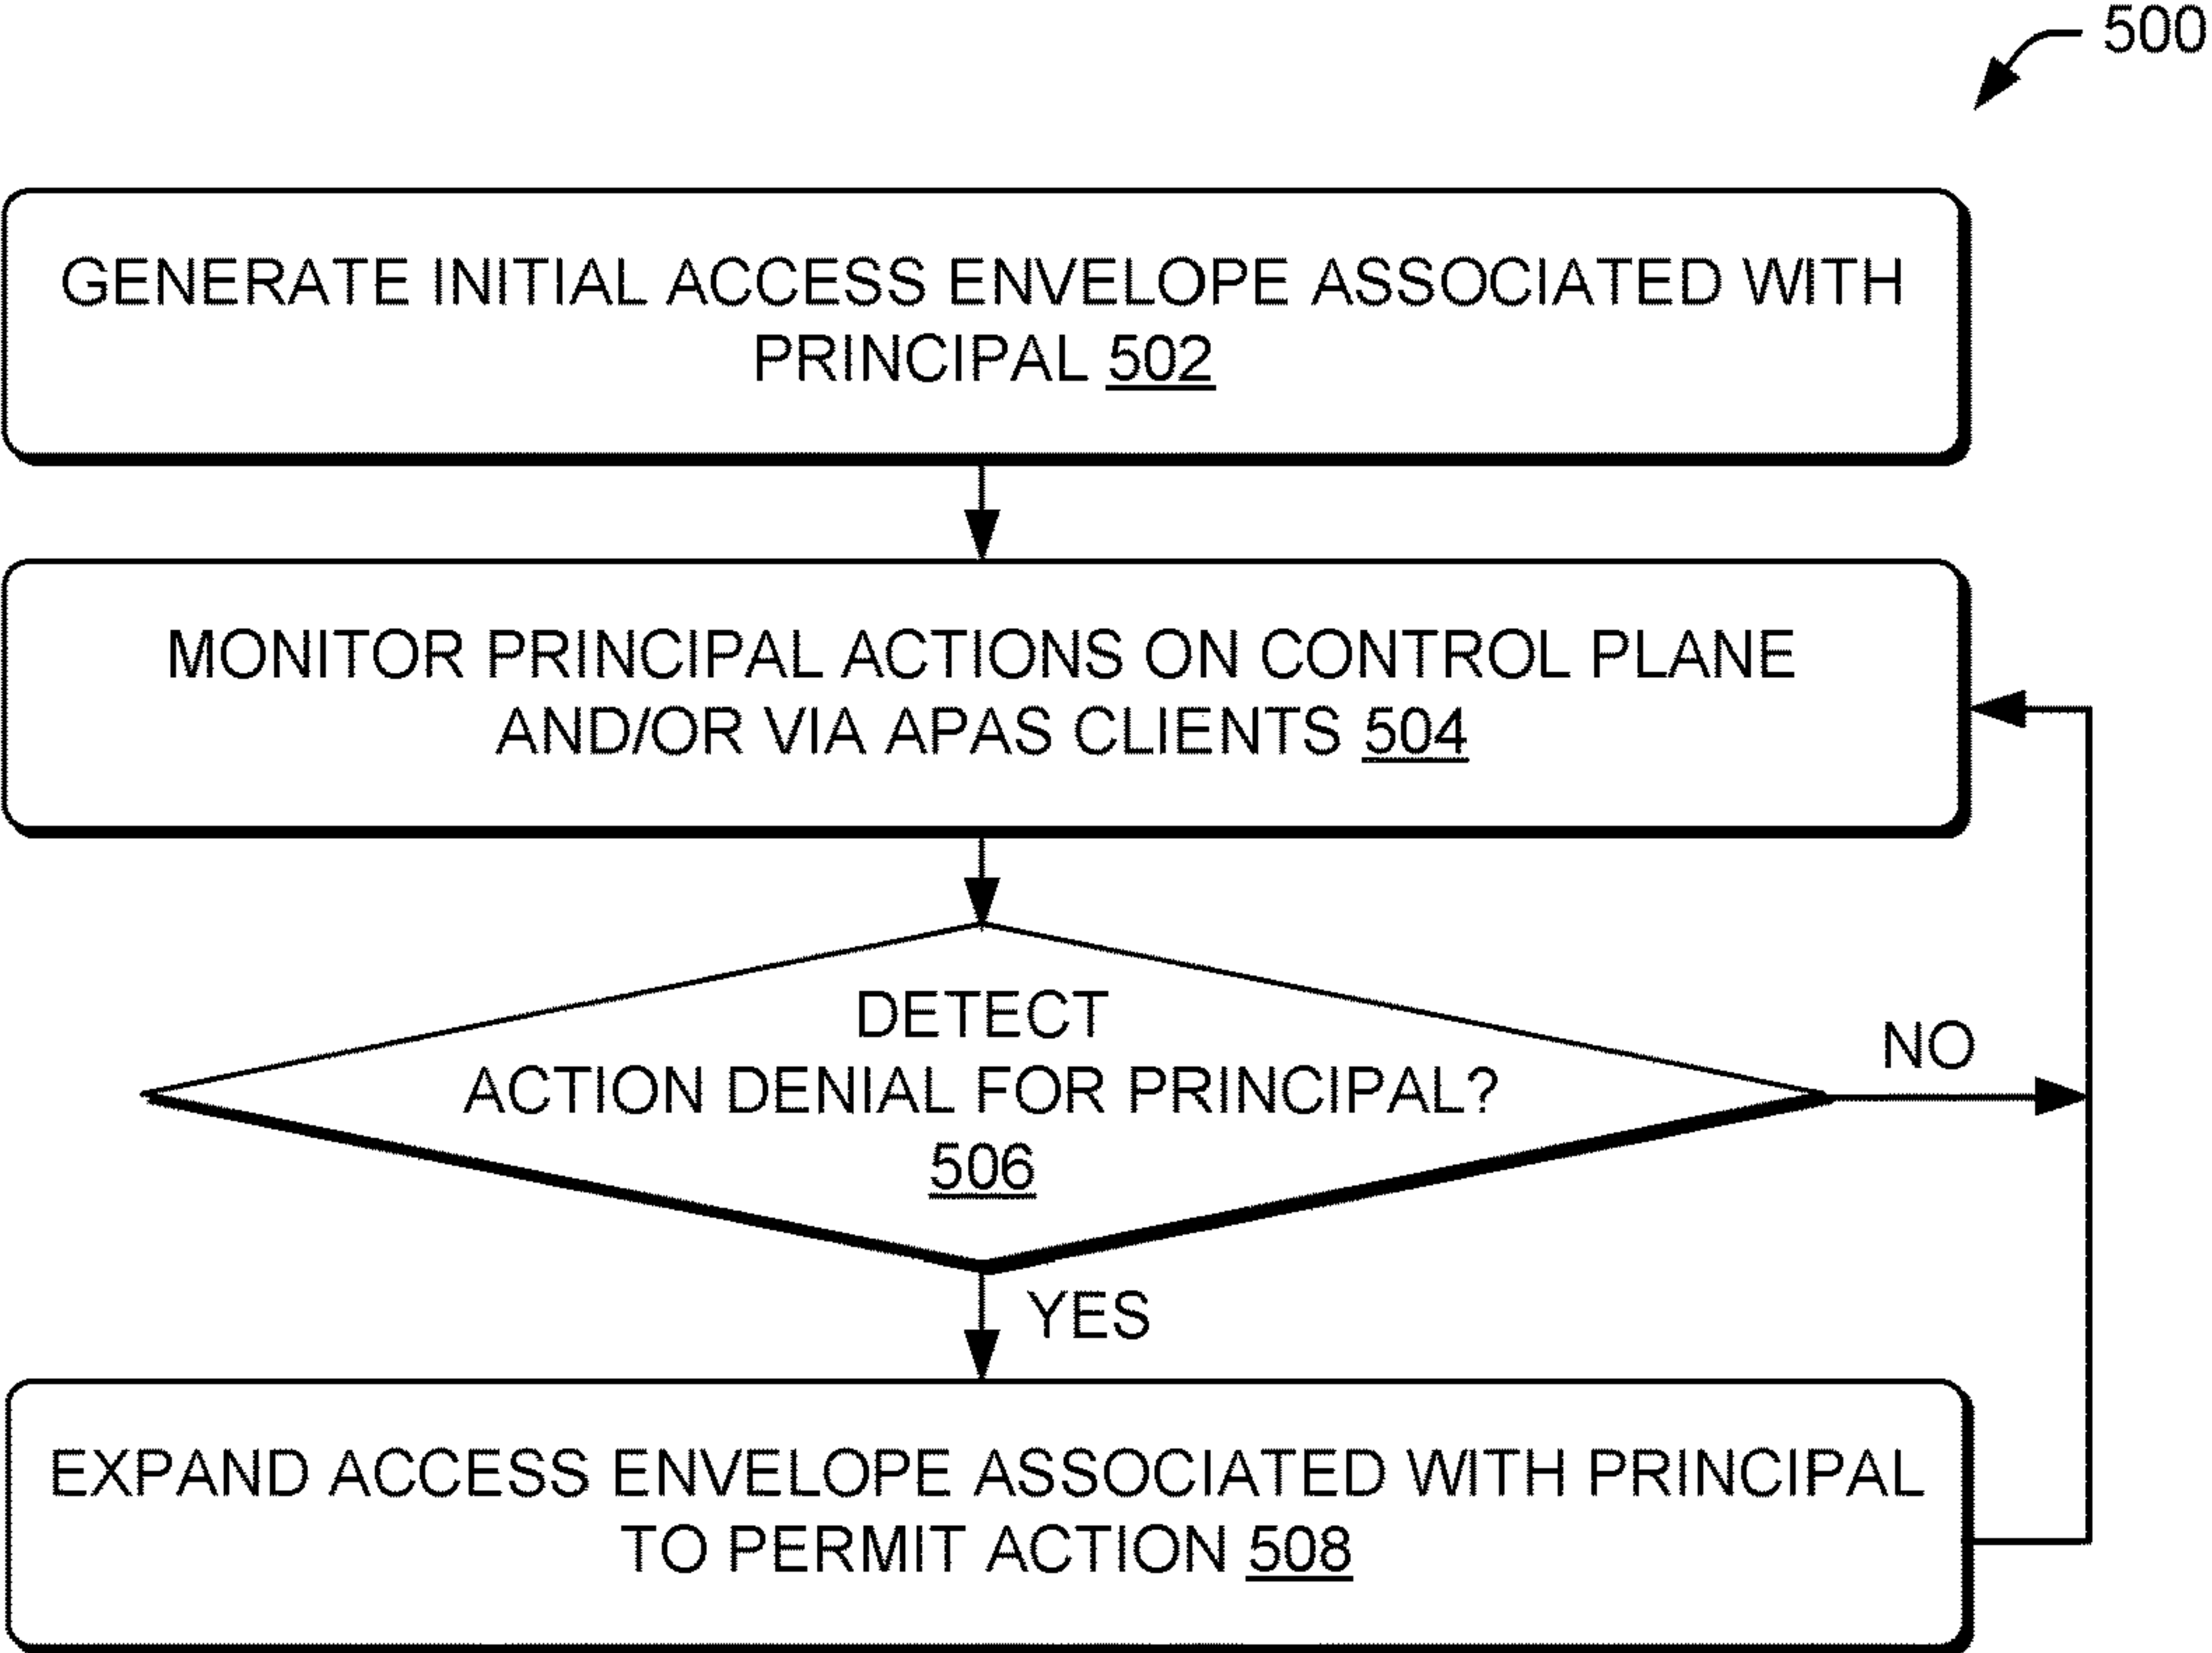 500
GENERATE INITIAL ACCESS ENVELOPE ASSOCIATED WITH
PRINCIPAL 502
MONITOR PRINCIPAL ACTIONS ON CONTROL PLANE
AND/OR VIA APAS CLIENTS 504
DETECT
ACTION DENIAL FOR PRINCIPAL?
506
NO
YES
EXPAND ACCESS ENVELOPE ASSOCIATED WITH PRINCIPAL
TO PERMIT ACTION 508